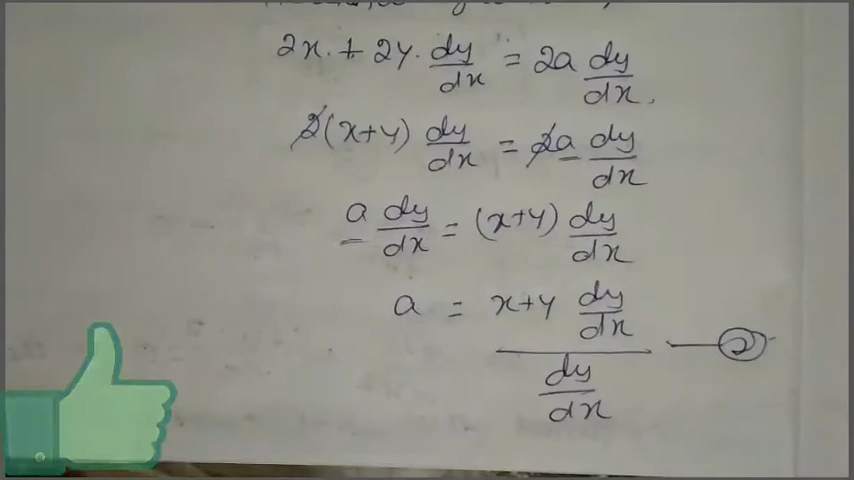 2x. + 2y. dy/dx = 2a dy/dx.
2(x+y) dy/dx = 2a dy/dx
a dy/dx = (x+y) dy/dx
a = x+y dy/dx / dy/dx — 2